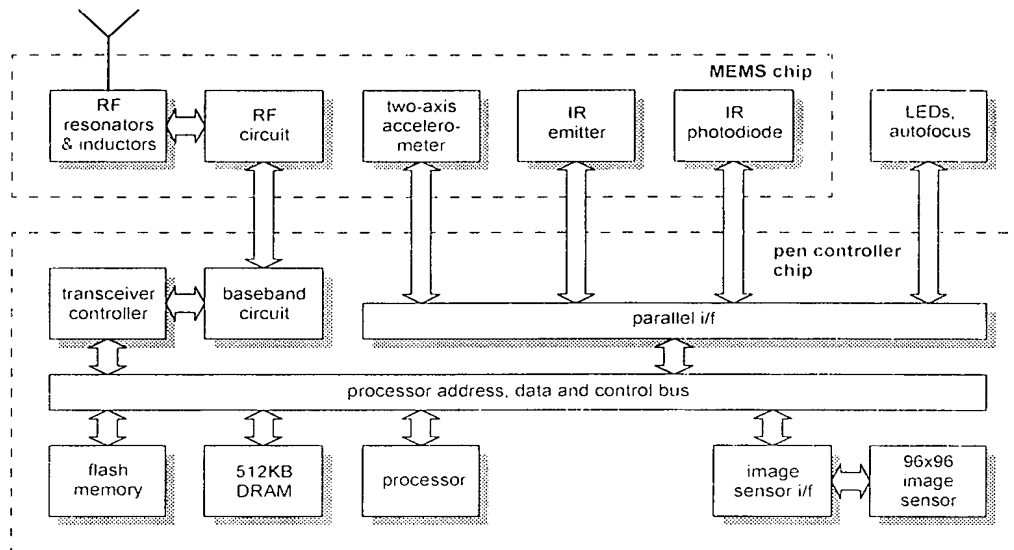 MEMS chip
RF
resonators
& inductors
RF
circuit
two-axis
accelero-
meter
IR
emitter
IR
photodiode
LEDs,
autofocus
pen controller
chip
transceiver
controller
baseband
circuit
parallel i/f
processor address, data and control bus
flash
memory
512KB
DRAM
processor
image
sensor i/f
96x96
image
sensor